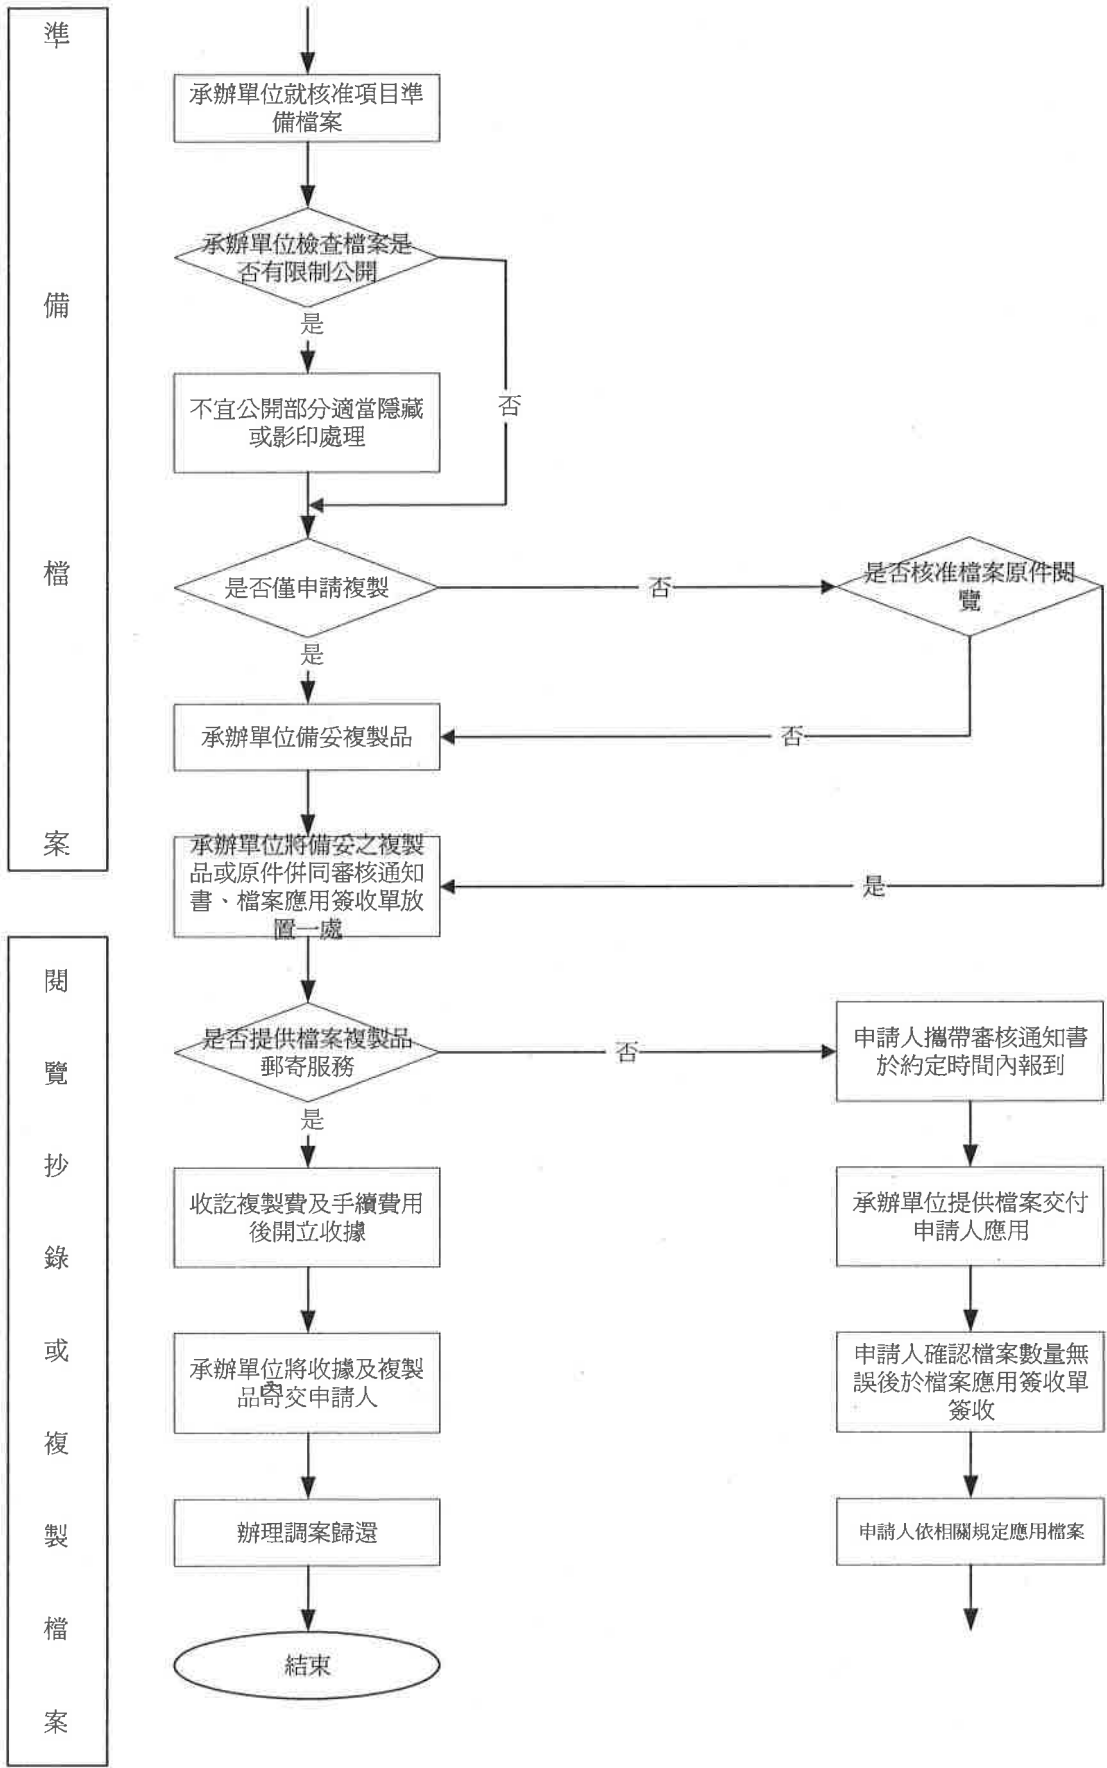 準
備
檔
案
承辦單位就核准項目準
備檔案
承辦單位檢查檔案是
否有限制公開
是
否
不宜公開部分適當隱藏
或影印處理
是否僅申請複製
否
是否核准檔案原件閱
覽
是
承辦單位備妥複製品
否
承辦單位將備妥之複製
品或原件併同審核通知
書、檔案應用簽收單放
置一處
是
閱
覽
抄
錄
或
複
製
檔
案
是否提供檔案複製品
郵寄服務
否
是
收訖複製費及手續費用
後開立收據
承辦單位將收據及複製
品寄交申請人
辦理調案歸還
結束
申請人攜帶審核通知書
於約定時間內報到
承辦單位提供檔案交付
申請人應用
申請人確認檔案數量無
誤後於檔案應用簽收單
簽收
申請人依相關規定應用檔案